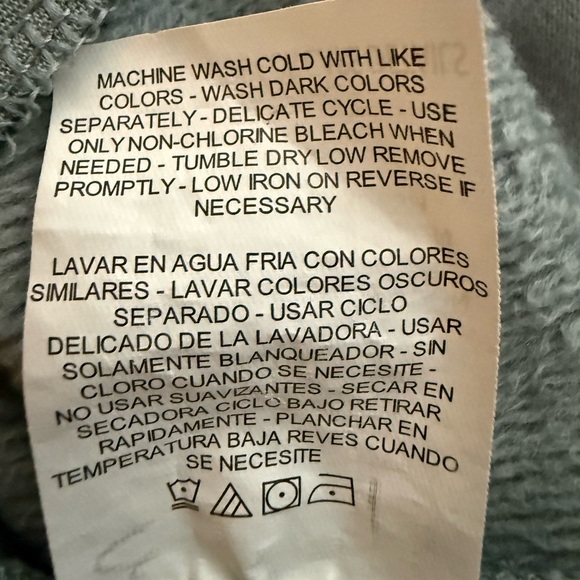 MACHINE WASH COLD WITH LIKE
COLORS - WASH DARK COLORS
SEPARATELY - DELICATE CYCLE - USE
ONLY NON-CHLORINE BLEACH WHEN
NEEDED - TUMBLE DRY LOW REMOVE
PROMPTLY - LOW IRON ON REVERSE IF
NECESSARY
LAVAR EN AGUA FRIA CON COLORES
SIMILARES - LAVAR COLORES OSCUROS
SEPARADO - USAR CICLO
DELICADO DE LA LAVADORA - USAR
SOLAMENTE BLANQUEADOR - SIN
CLORO CUANDO SE NECESITE -
NO USAR SUAVIZANTES - SECAR EN
SECADORA CICLO BAJO RETIRAR
RAPIDAMENTE - PLANCHAR EN
TEMPERATURA BAJA REVES CUANDO
SE NECESITE